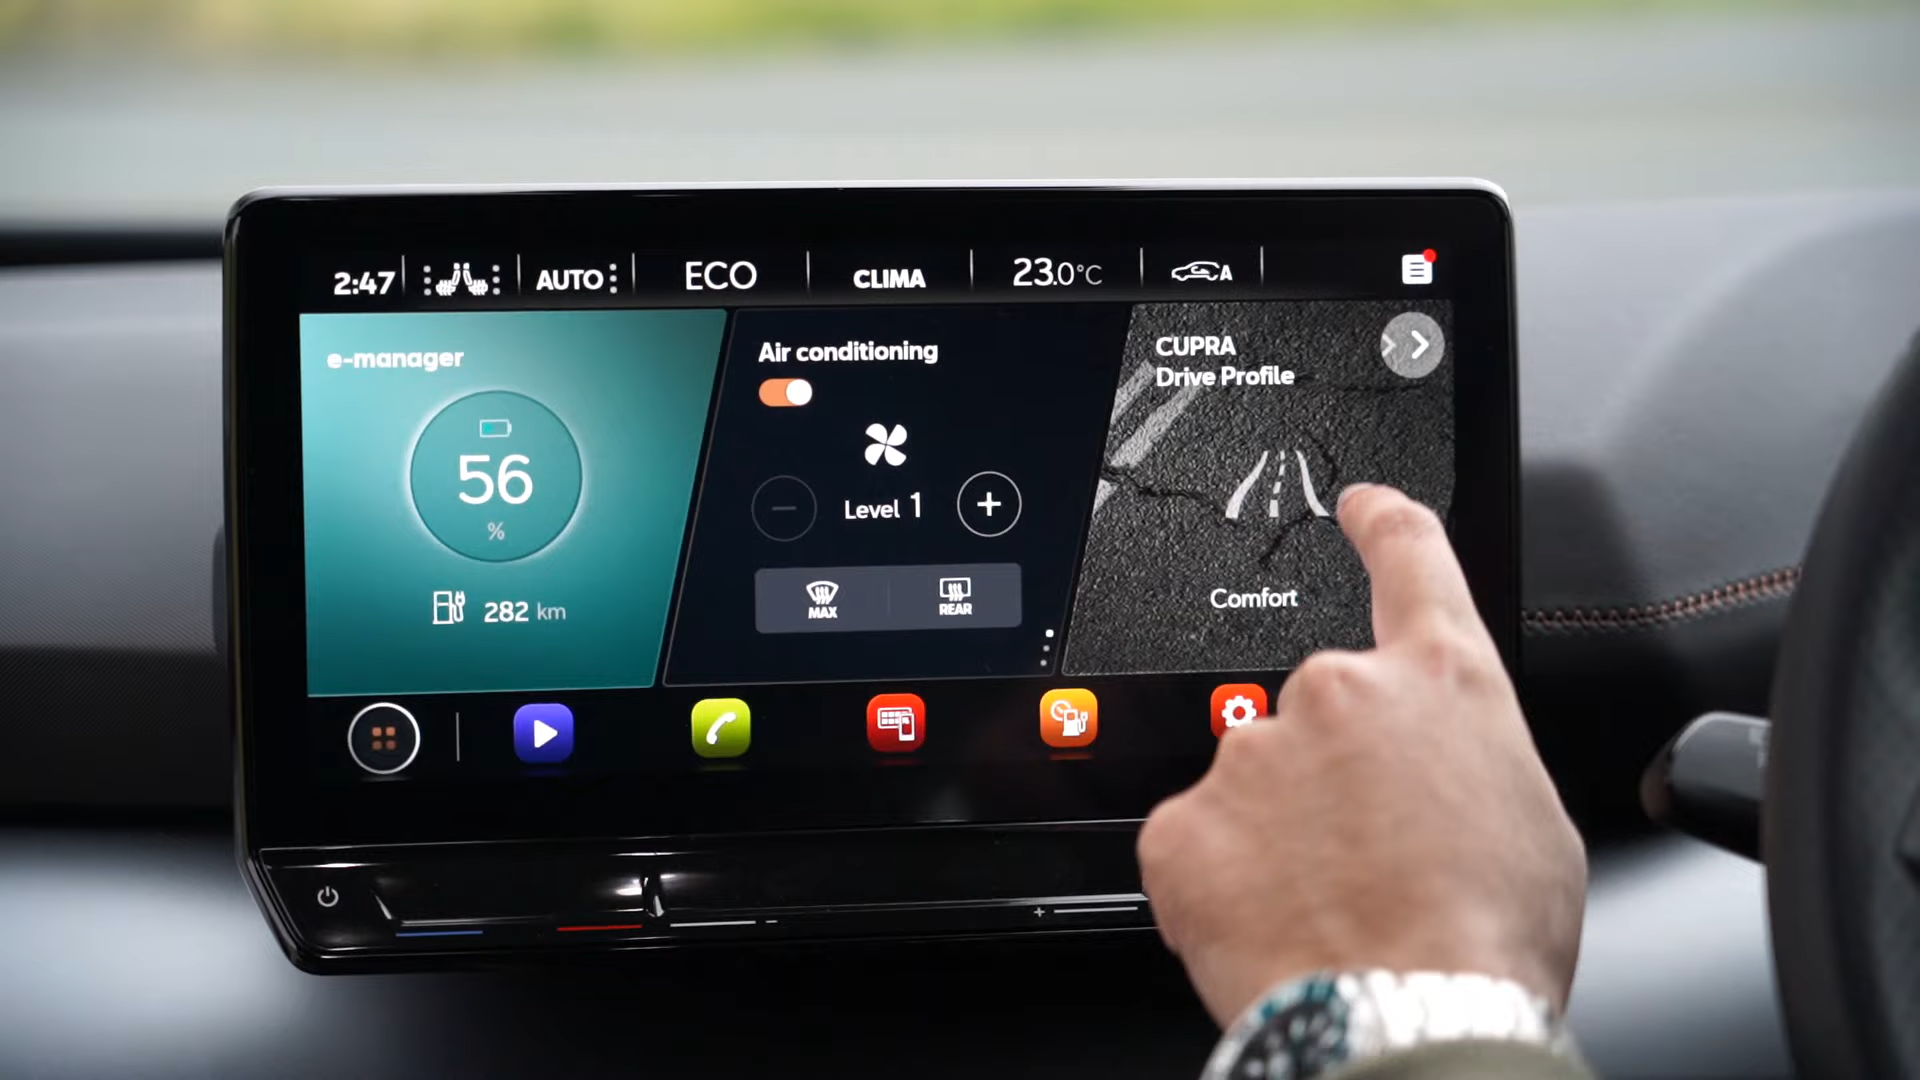 2:47 AUTO ECO CLIMA 23.0°C A
e-manager
56
%
282 km
Air conditioning
Level 1
MAX REAR
CUPRA
Drive Profile
Comfort
- +